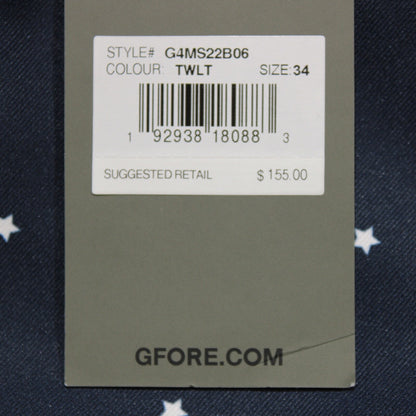 STYLE# G4MS22B06
COLOUR: TWLT SIZE: 34
1 92938 18088 3
SUGGESTED RETAIL $ 155.00
GFORE.COM